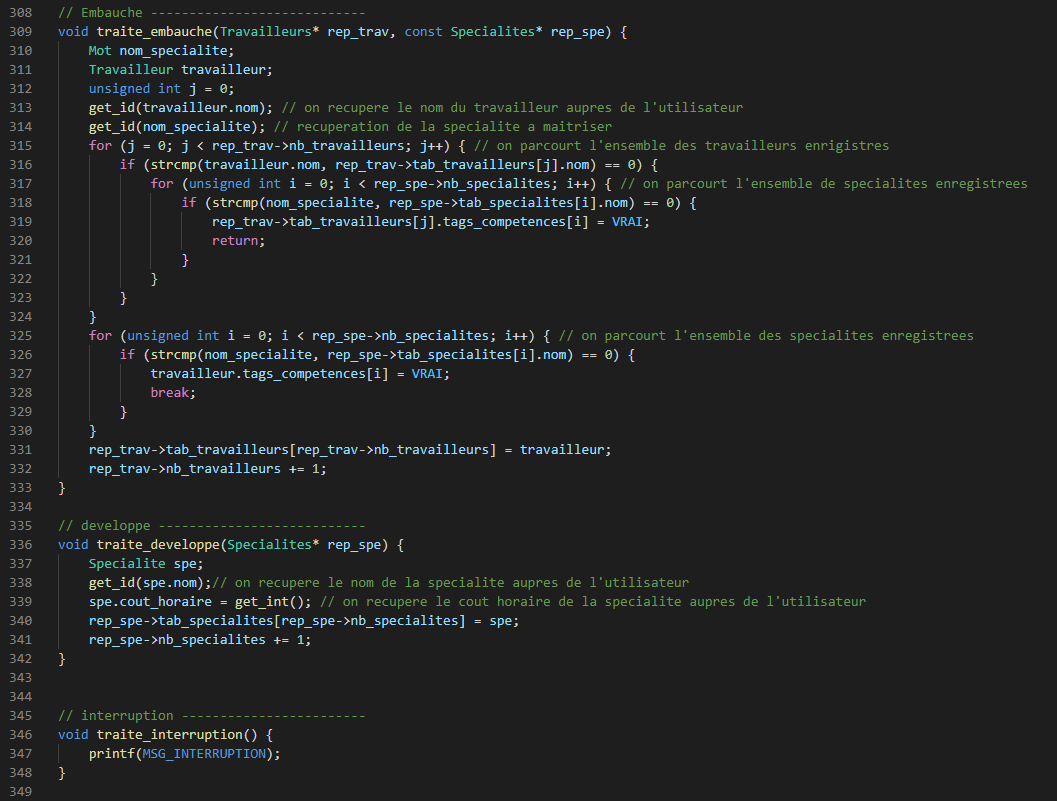 308 // Embauche ----------------------------
309 void traite_embauche(Travailleurs* rep_trav, const Specialites* rep_spe) {
310     Mot nom_specialite;
311     Travailleur travailleur;
312     unsigned int j = 0;
313     get_id(travailleur.nom); // on recupere le nom du travailleur aupres de l'utilisateur
314     get_id(nom_specialite); // recuperation de la specialite a maitriser
315     for (j = 0; j < rep_trav->nb_travailleurs; j++) { // on parcourt l'ensemble des travailleurs enrigistres
316         if (strcmp(travailleur.nom, rep_trav->tab_travailleurs[j].nom) == 0) {
317             for (unsigned int i = 0; i < rep_spe->nb_specialites; i++) { // on parcourt l'ensemble de specialites enregistrees
318                 if (strcmp(nom_specialite, rep_spe->tab_specialites[i].nom) == 0) {
319                     rep_trav->tab_travailleurs[j].tags_competences[i] = VRAI;
320                     return;
321                 }
322             }
323         }
324     }
325     for (unsigned int i = 0; i < rep_spe->nb_specialites; i++) { // on parcourt l'ensemble des specialites enregistrees
326         if (strcmp(nom_specialite, rep_spe->tab_specialites[i].nom) == 0) {
327             travailleur.tags_competences[i] = VRAI;
328             break;
329         }
330     }
331     rep_trav->tab_travailleurs[rep_trav->nb_travailleurs] = travailleur;
332     rep_trav->nb_travailleurs += 1;
333 }
334
335 // developpe ---------------------------
336 void traite_developpe(Specialites* rep_spe) {
337     Specialite spe;
338     get_id(spe.nom);// on recupere le nom de la specialite aupres de l'utilisateur
339     spe.cout_horaire = get_int(); // on recupere le cout horaire de la specialite aupres de l'utilisateur
340     rep_spe->tab_specialites[rep_spe->nb_specialites] = spe;
341     rep_spe->nb_specialites += 1;
342 }
343
344
345 // interruption ------------------------
346 void traite_interruption() {
347     printf(MSG_INTERRUPTION);
348 }
349